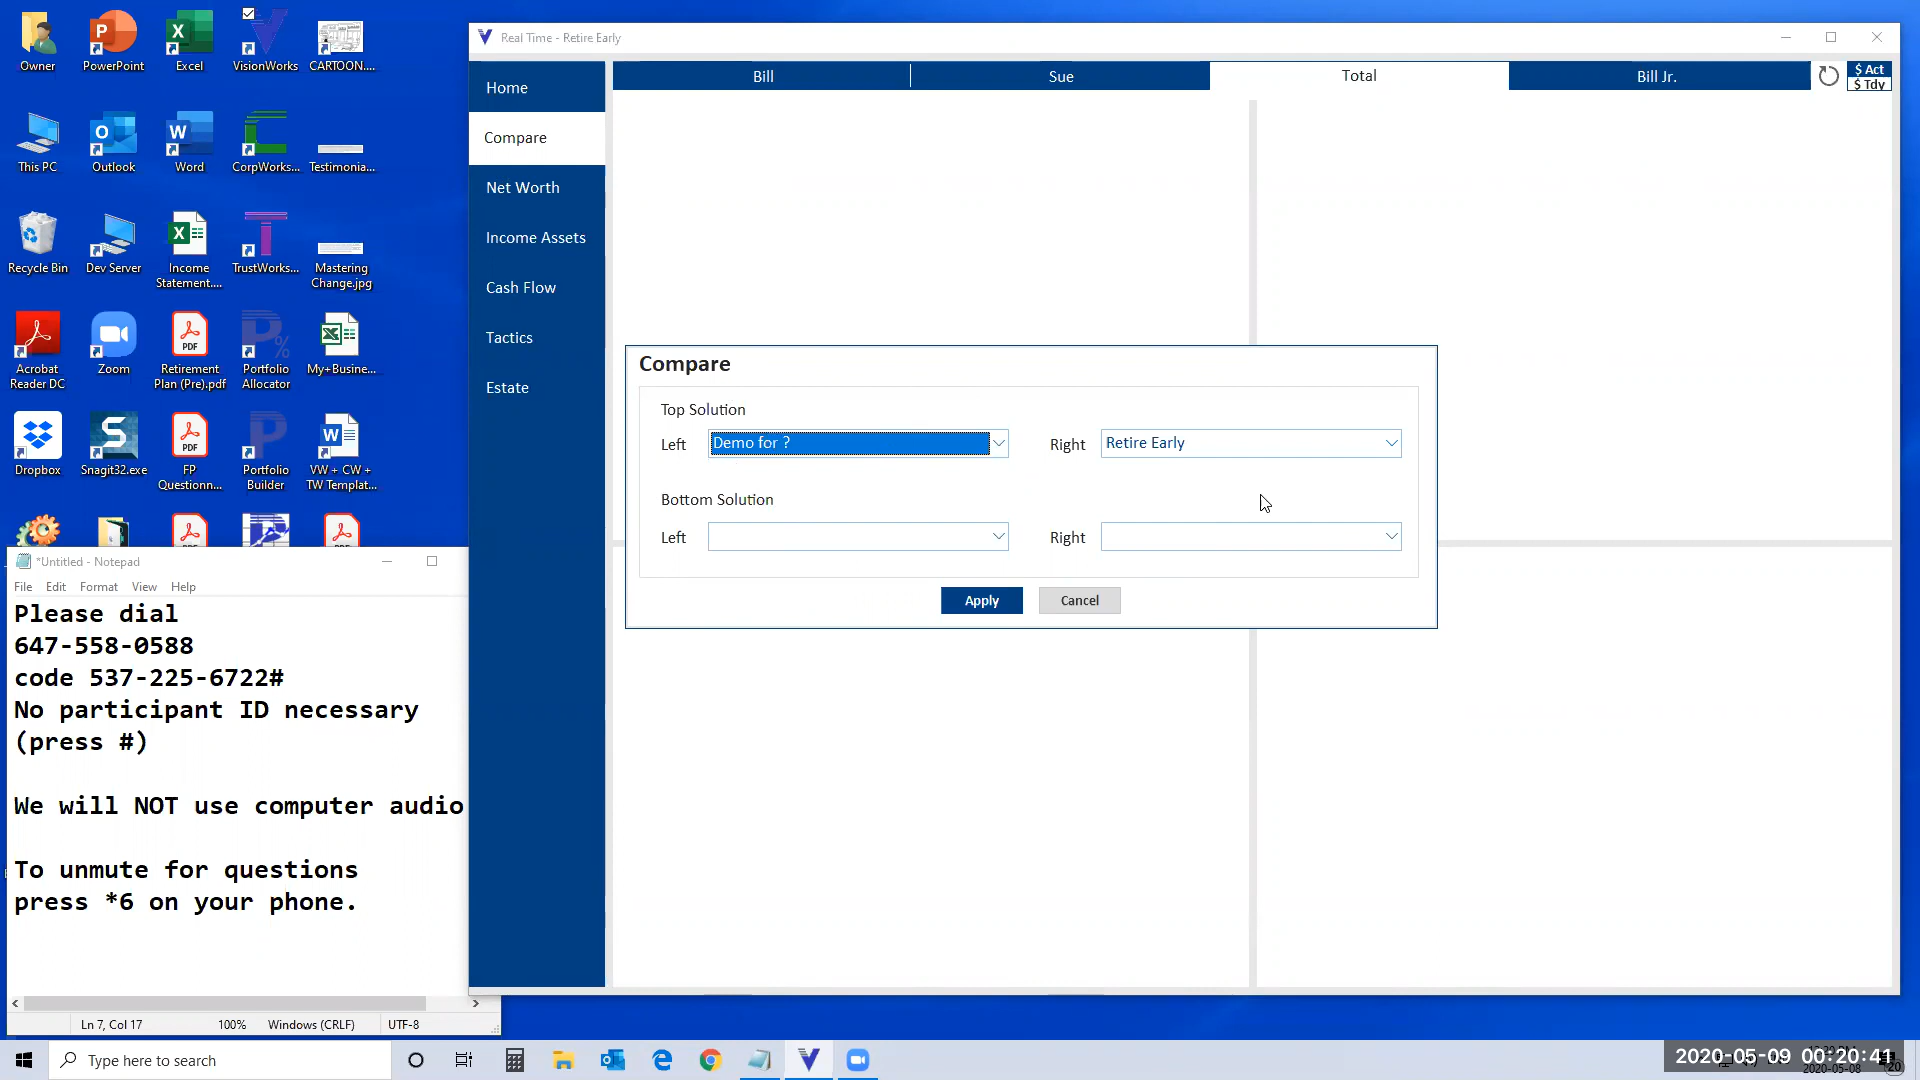 Owner
PowerPoint
Excel
VisionWorks
CARTOON....
This PC
Outlook
Word
CorpWorks...
Testimonia...
Recycle Bin
Dev Server
Income
Statement....
TrustWorks...
Mastering
Change.jpg
Acrobat
Reader DC
Zoom
Retirement
Plan (Pre).pdf
Portfolio
Allocator
My+Busine...
Dropbox
Snagit32.exe
FP
Questionn...
Portfolio
Builder
VW + CW +
TW Templat...
*Untitled - Notepad
File Edit Format View Help
Please dial
647-558-0588
code 537-225-6722#
No participant ID necessary
(press #)
We will NOT use computer audio
To unmute for questions
press *6 on your phone.
Ln 7, Col 17 100% Windows (CRLF) UTF-8
Real Time - Retire Early
Home
Compare
Net Worth
Income Assets
Cash Flow
Tactics
Estate
Bill Sue Total Bill Jr.
$ Act
$ Tdy
Compare
Top Solution
Left Demo for ? Right Retire Early
Bottom Solution
Left Right
Apply Cancel
Type here to search
2020-05-09 00:20:41
2020-05-08
20